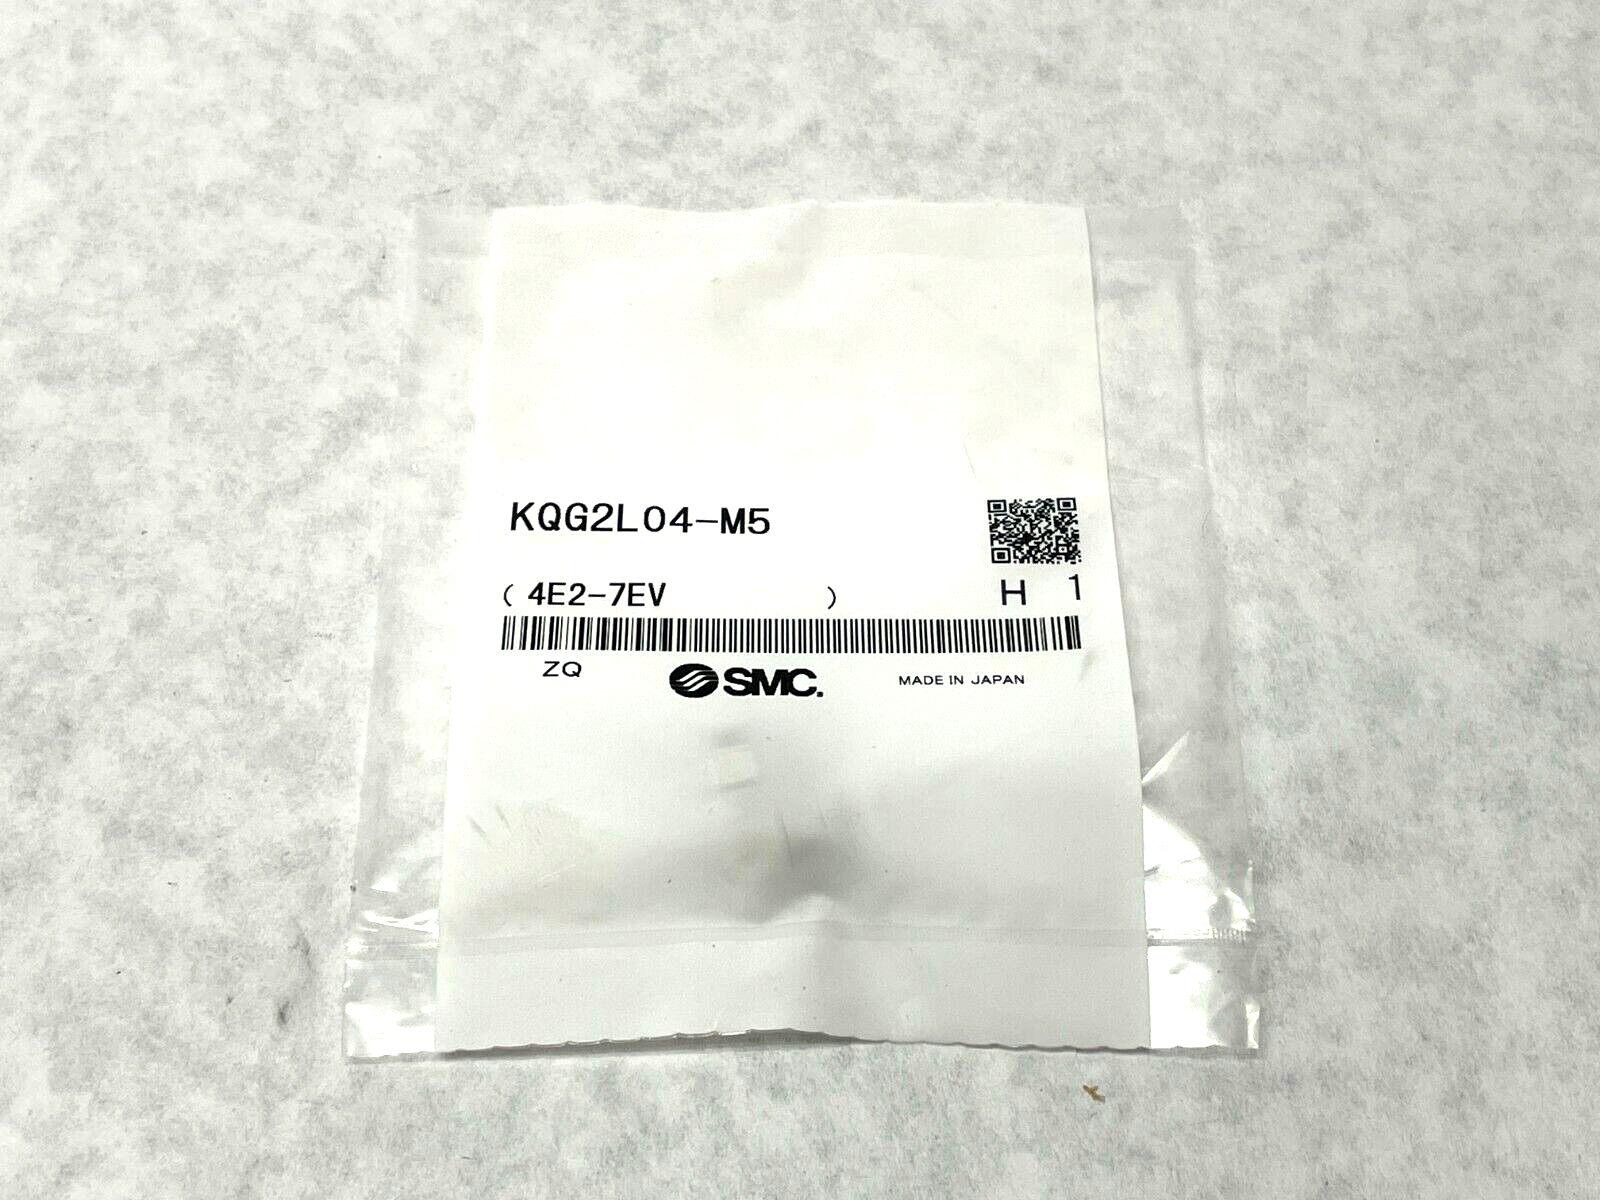 KQG2L04-M5
( 4E2-7EV ) H 1
ZQ SMC. MADE IN JAPAN